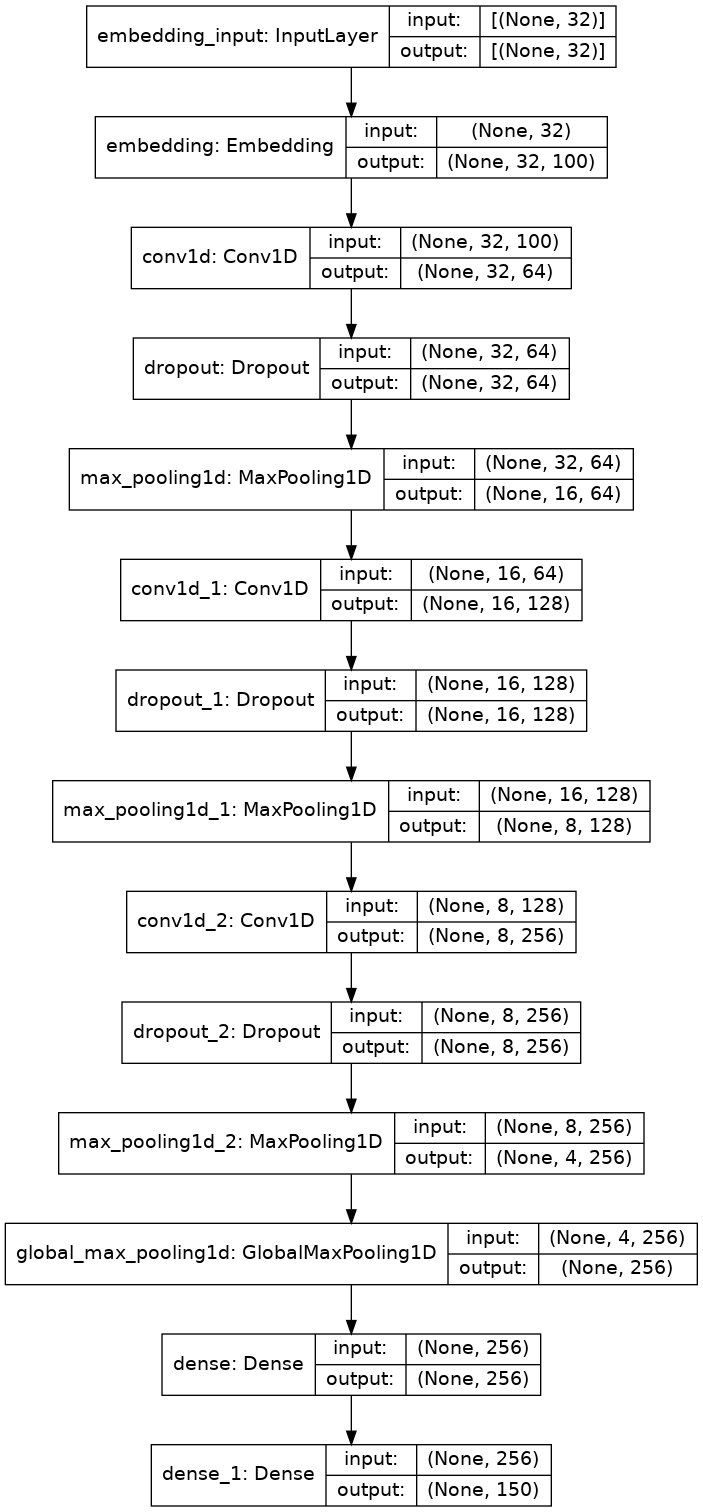 embedding_input: InputLayer
input:
[(None, 32)]
output:
[(None, 32)]
embedding: Embedding
input:
(None, 32)
output:
(None, 32, 100)
conv1d: Conv1D
input:
(None, 32, 100)
output:
(None, 32, 64)
dropout: Dropout
input:
(None, 32, 64)
output:
(None, 32, 64)
max_pooling1d: MaxPooling1D
input:
(None, 32, 64)
output:
(None, 16, 64)
conv1d_1: Conv1D
input:
(None, 16, 64)
output:
(None, 16, 128)
dropout_1: Dropout
input:
(None, 16, 128)
output:
(None, 16, 128)
max_pooling1d_1: MaxPooling1D
input:
(None, 16, 128)
output:
(None, 8, 128)
conv1d_2: Conv1D
input:
(None, 8, 128)
output:
(None, 8, 256)
dropout_2: Dropout
input:
(None, 8, 256)
output:
(None, 8, 256)
max_pooling1d_2: MaxPooling1D
input:
(None, 8, 256)
output:
(None, 4, 256)
global_max_pooling1d: GlobalMaxPooling1D
input:
(None, 4, 256)
output:
(None, 256)
dense: Dense
input:
(None, 256)
output:
(None, 256)
dense_1: Dense
input:
(None, 256)
output:
(None, 150)